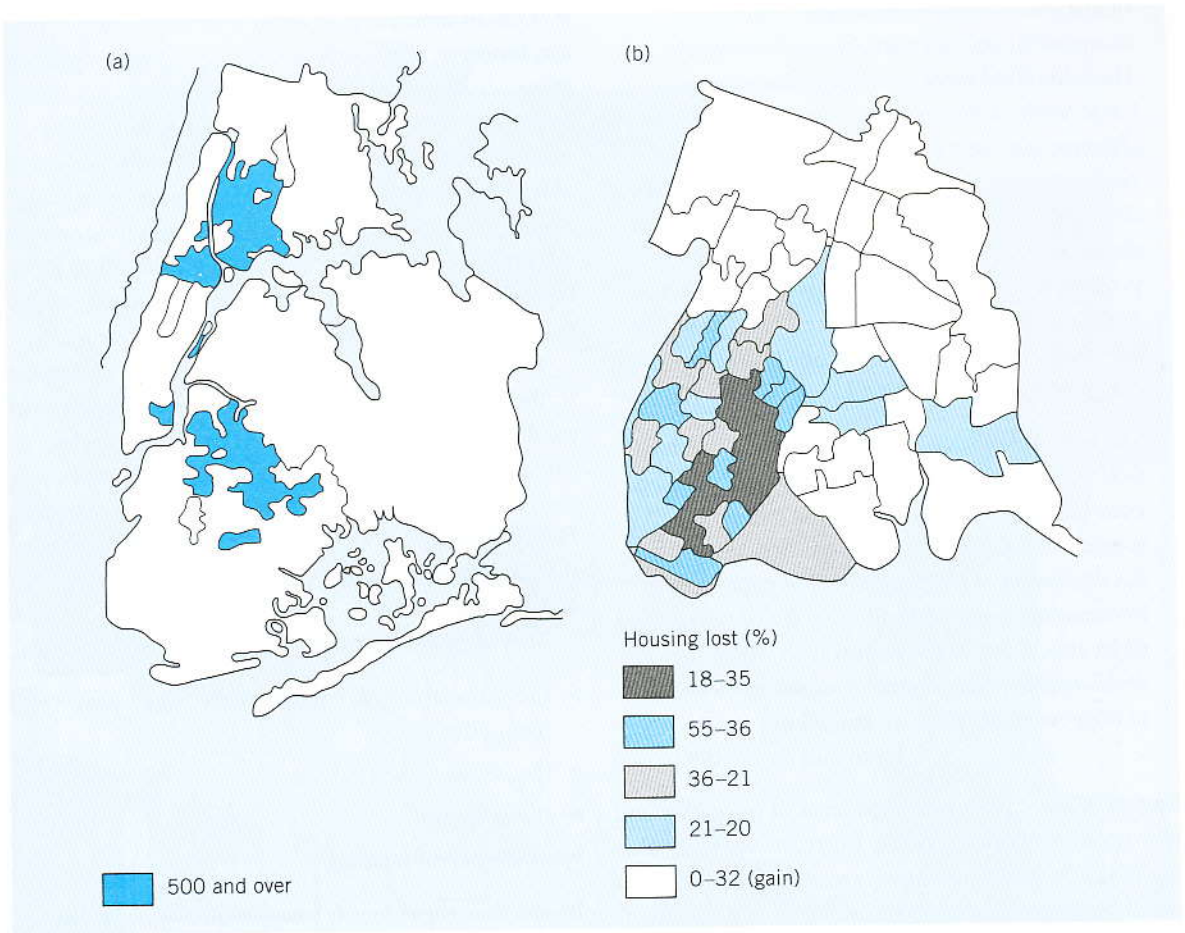 (a)
(b)
Housing lost (%)
18–35
55–36
36–21
21–20
0–32 (gain)
500 and over